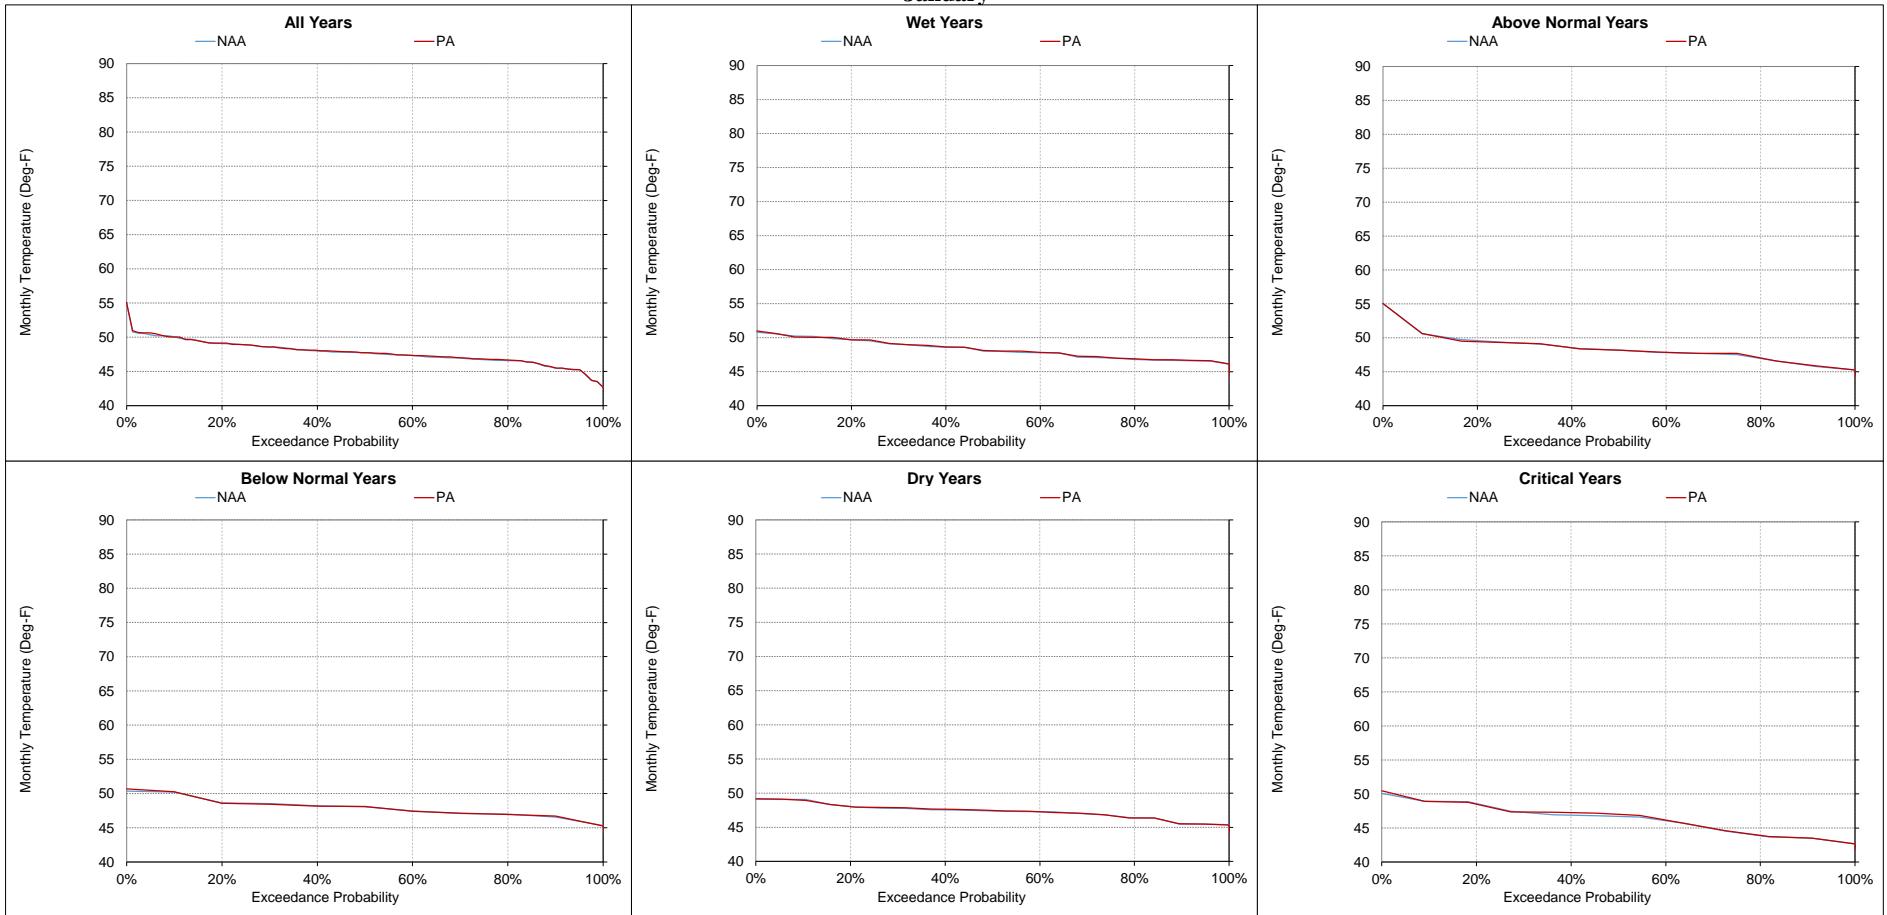 All Years
NAA PA
90
85
80
75
70
65
60
55
50
45
40
0% 20% 40% 60% 80% 100%
Exceedance Probability
Monthly Temperature (Deg-F)
Wet Years
NAA PA
90
85
80
75
70
65
60
55
50
45
40
0% 20% 40% 60% 80% 100%
Exceedance Probability
Monthly Temperature (Deg-F)
Above Normal Years
NAA PA
90
85
80
75
70
65
60
55
50
45
40
0% 20% 40% 60% 80% 100%
Exceedance Probability
Monthly Temperature (Deg-F)
Below Normal Years
NAA PA
90
85
80
75
70
65
60
55
50
45
40
0% 20% 40% 60% 80% 100%
Exceedance Probability
Monthly Temperature (Deg-F)
Dry Years
NAA PA
90
85
80
75
70
65
60
55
50
45
40
0% 20% 40% 60% 80% 100%
Exceedance Probability
Monthly Temperature (Deg-F)
Critical Years
NAA PA
90
85
80
75
70
65
60
55
50
45
40
0% 20% 40% 60% 80% 100%
Exceedance Probability
Monthly Temperature (Deg-F)